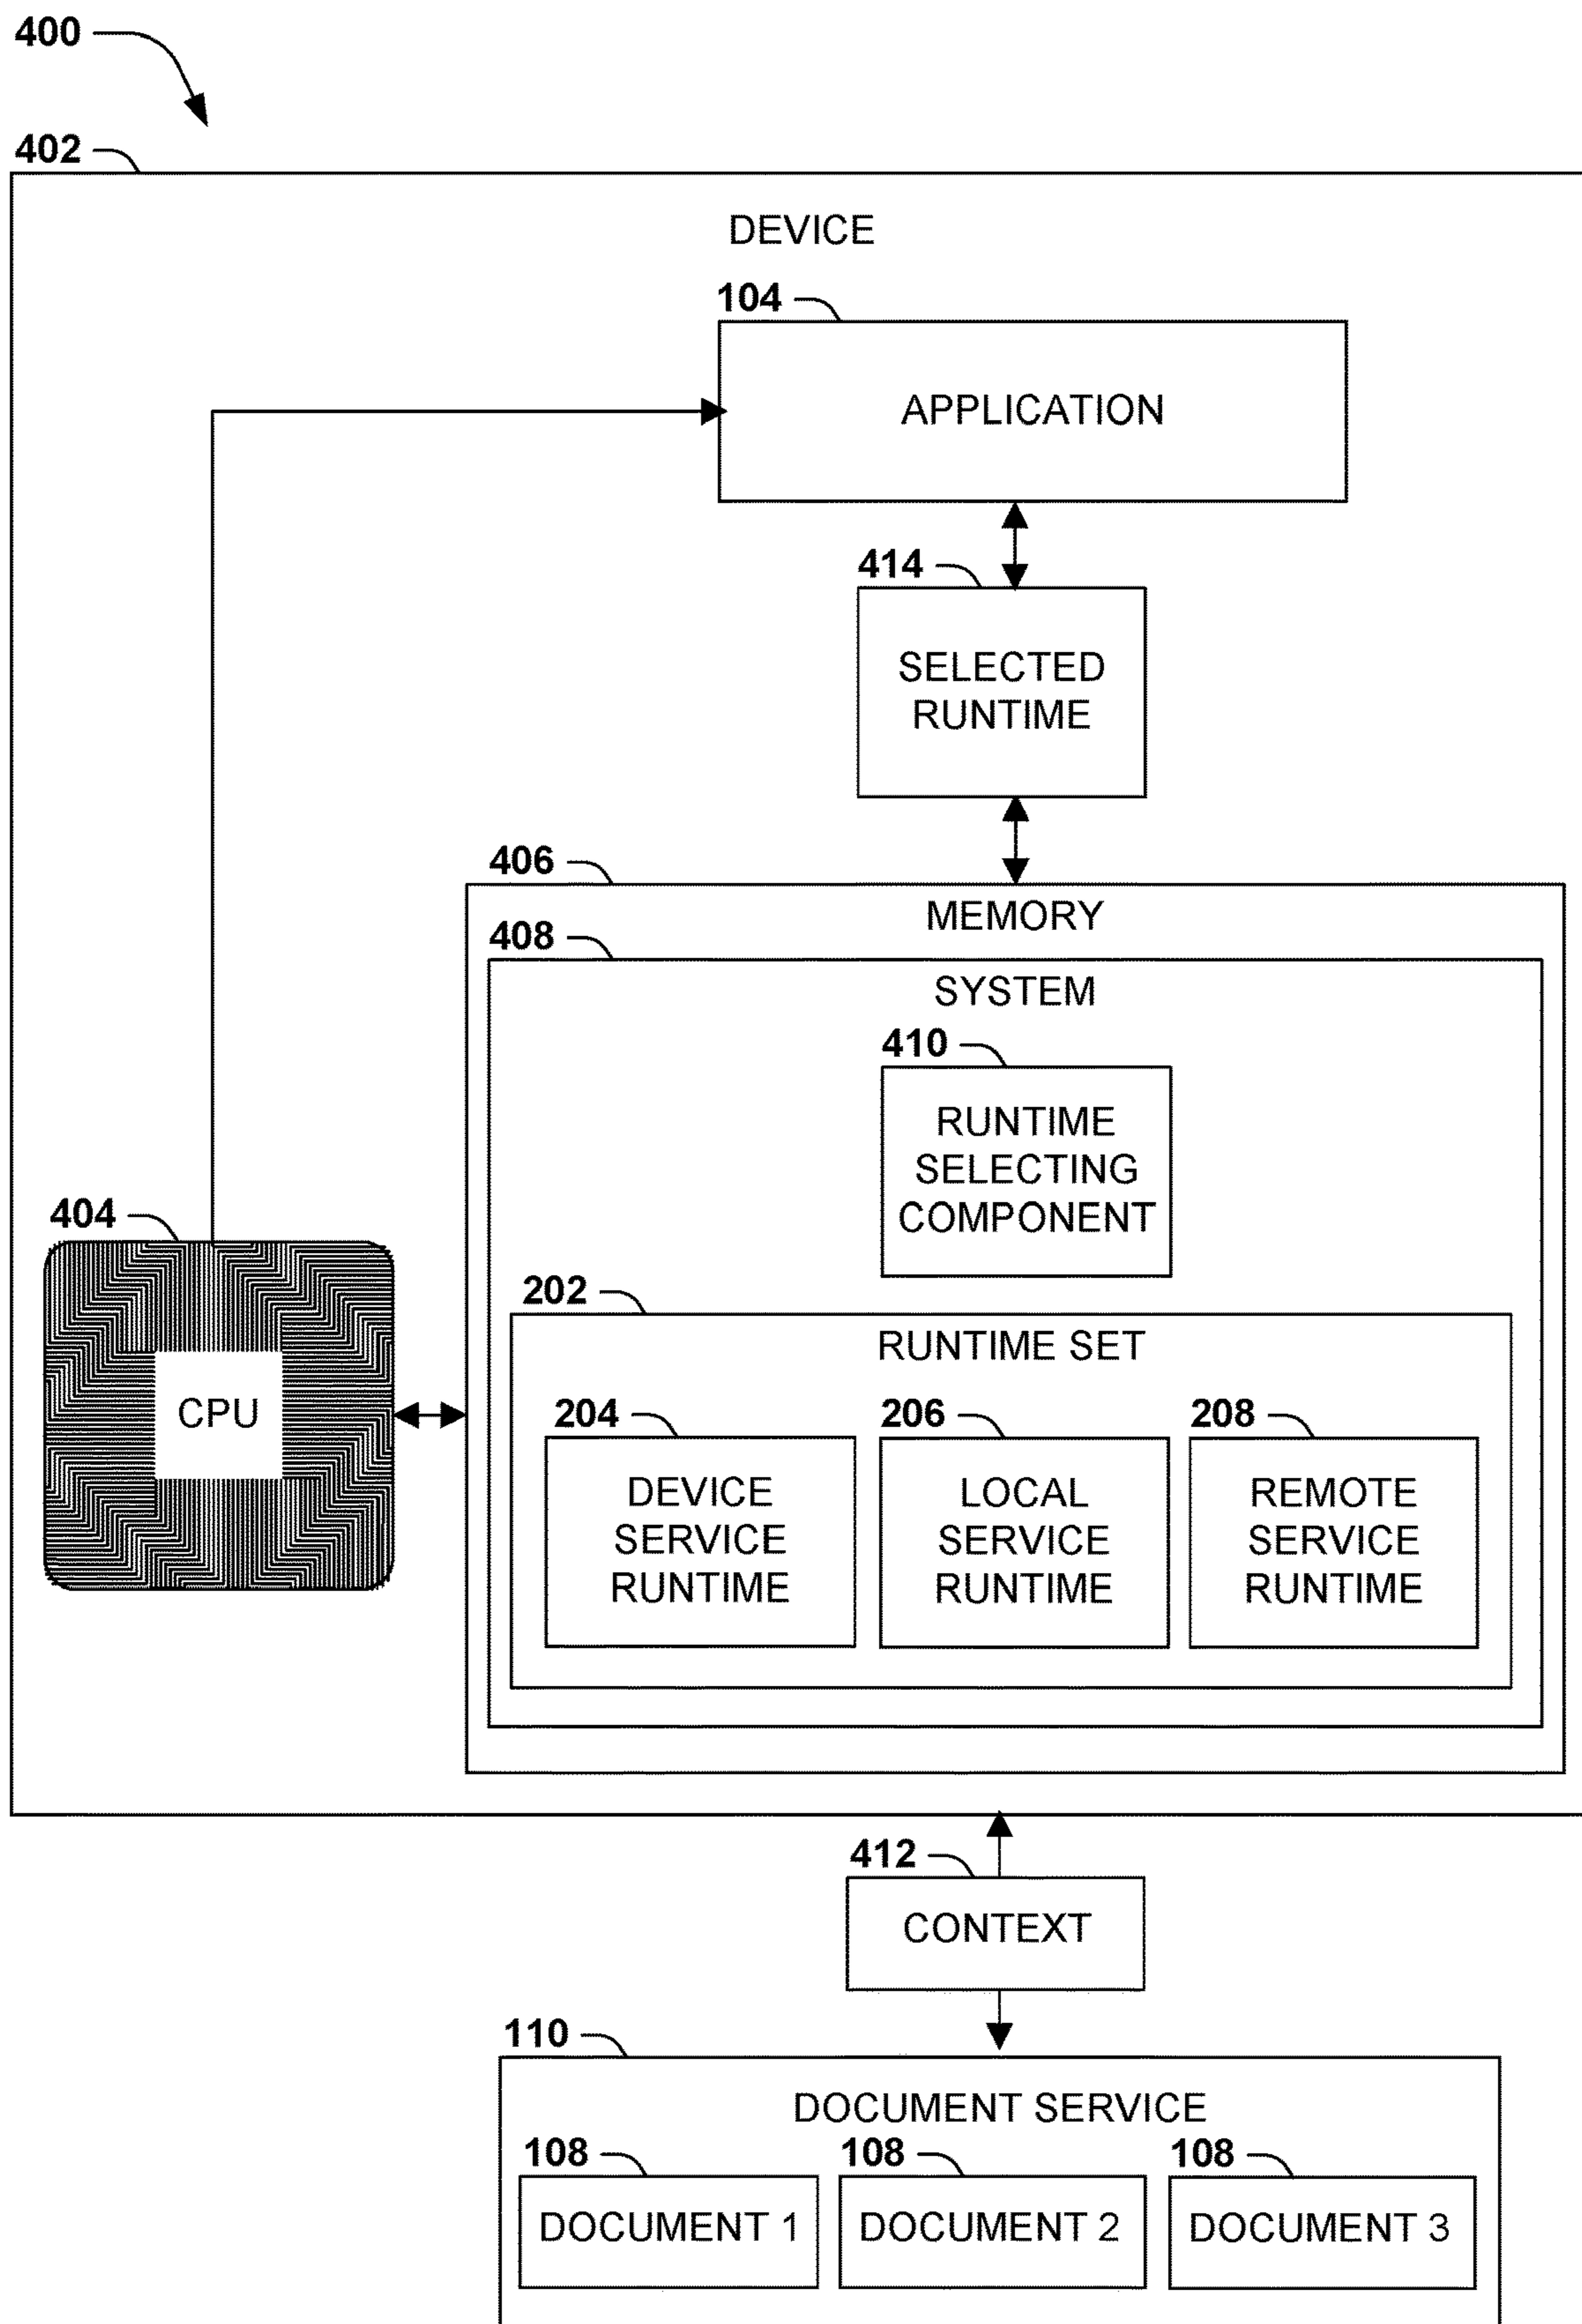 400
402
DEVICE
104
APPLICATION
414
SELECTED
RUNTIME
406
MEMORY
408
SYSTEM
410
RUNTIME
SELECTING
COMPONENT
404
CPU
202
RUNTIME SET
204
DEVICE
SERVICE
RUNTIME
206
LOCAL
SERVICE
RUNTIME
208
REMOTE
SERVICE
RUNTIME
412
CONTEXT
110
DOCUMENT SERVICE
108
DOCUMENT 1
108
DOCUMENT 2
108
DOCUMENT 3